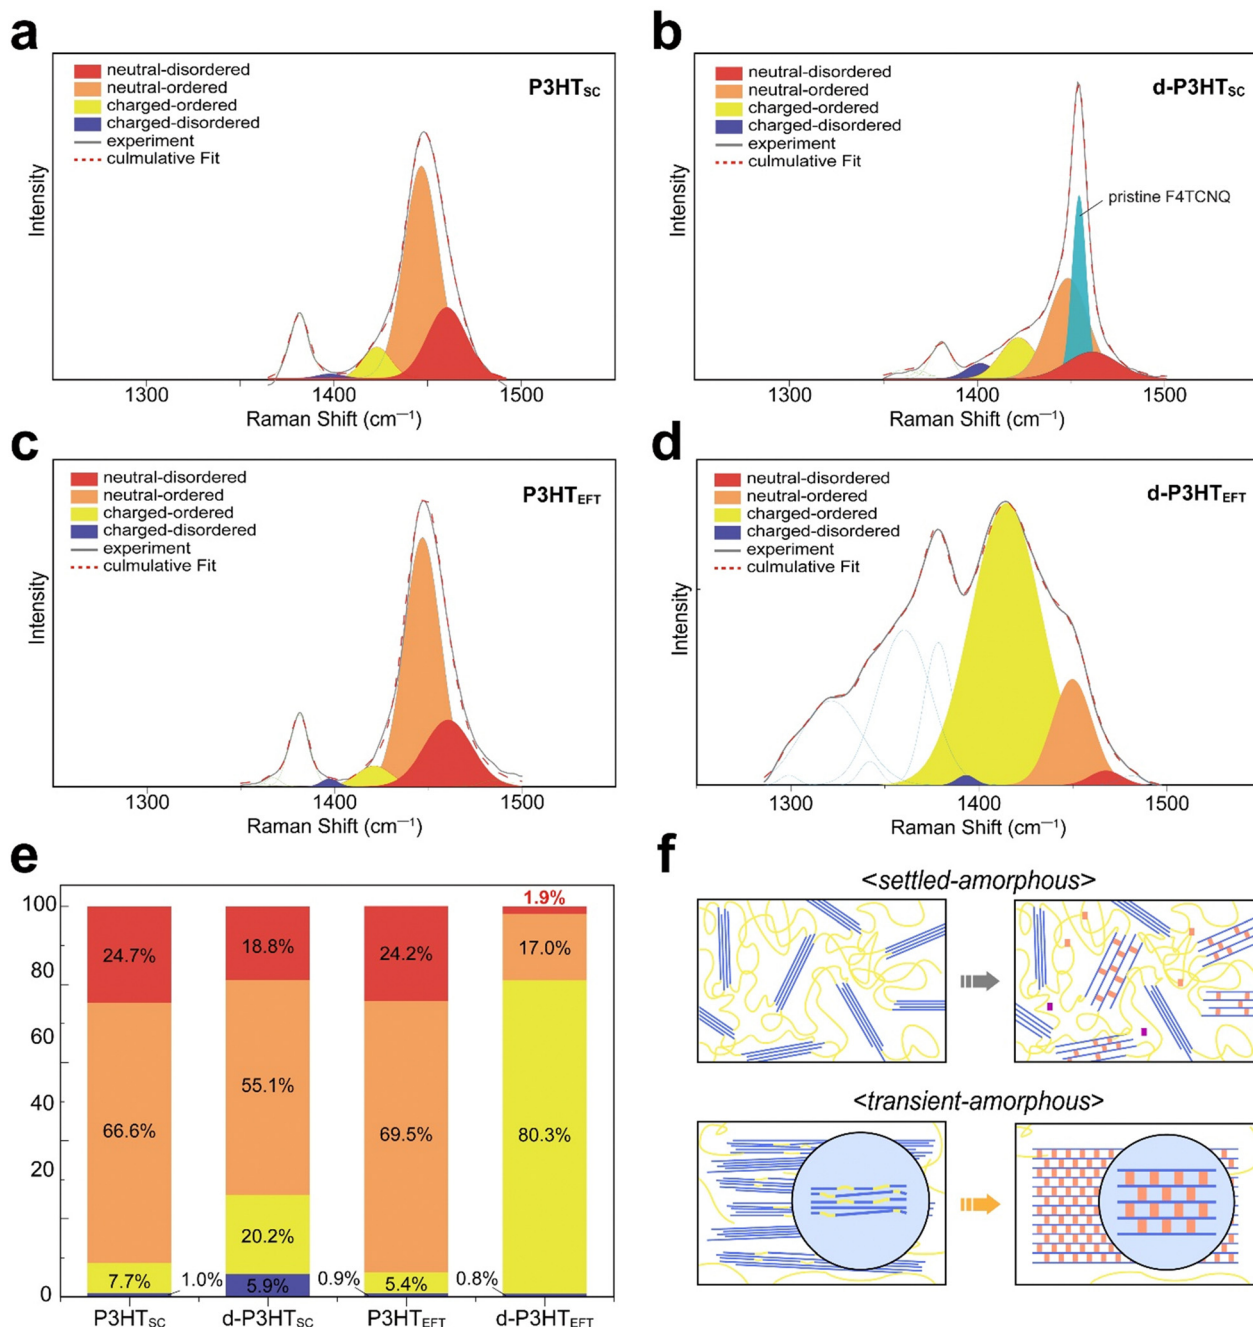 a
neutral-disordered
neutral-ordered
charged-ordered
charged-disordered
experiment
culmulative Fit
P3HTSC
Intensity
1300 1400 1500
Raman Shift (cm—1)
b
neutral-disordered
neutral-ordered
charged-ordered
charged-disordered
experiment
culmulative Fit
d-P3HTSC
pristine F4TCNQ
Intensity
1300 1400 1500
Raman Shift (cm—1)
c
neutral-disordered
neutral-ordered
charged-ordered
charged-disordered
experiment
culmulative Fit
P3HTEFT
Intensity
1300 1400 1500
Raman Shift (cm—1)
d
neutral-disordered
neutral-ordered
charged-ordered
charged-disordered
experiment
culmulative Fit
d-P3HTEFT
Intensity
1300 1400 1500
Raman Shift (cm—1)
e
100
80
60
40
20
0
24.7%
66.6%
7.7%
1.0%
18.8%
55.1%
20.2%
5.9%
24.2%
69.5%
5.4%
0.9%
1.9%
17.0%
80.3%
0.8%
P3HTSC d-P3HTSC P3HTEFT d-P3HTEFT
f
<settled-amorphous>
<transient-amorphous>